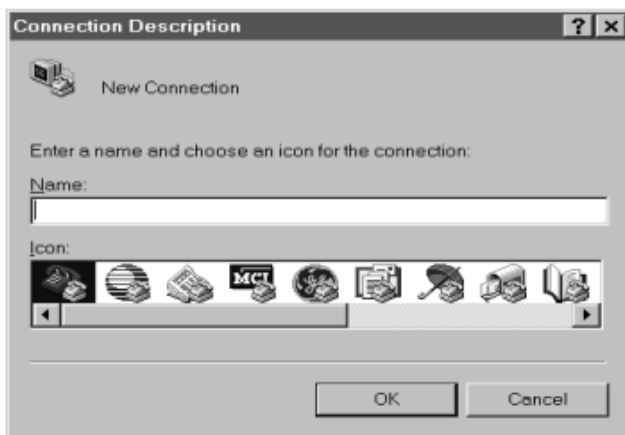 Connection Description
New Connection
Enter a name and choose an icon for the connection:
Name:
Icon:
MCI
OK
Cancel